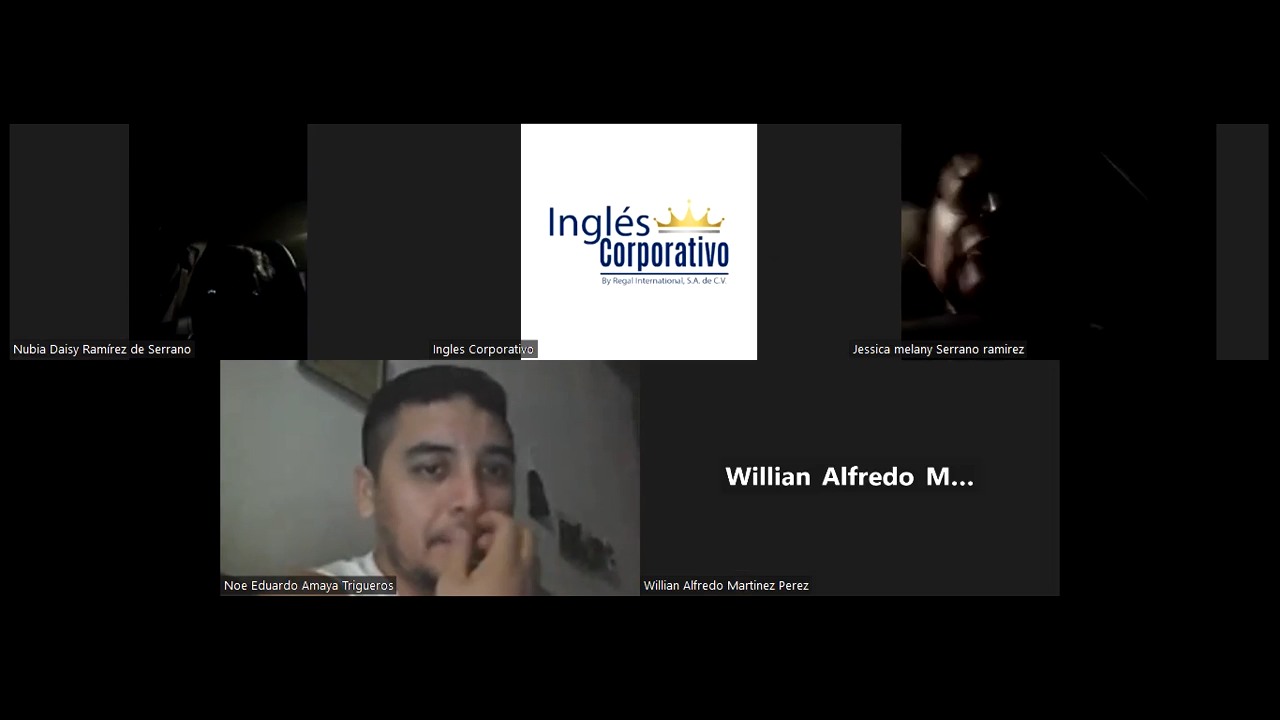 Inglés
Corporativo
By Regal International, S.A. de C.V.
Nubia Daisy Ramírez de Serrano
Ingles Corporativo
Jessica melany Serrano ramirez
Willian Alfredo M...
Noe Eduardo Amaya Trigueros
Willian Alfredo Martinez Perez